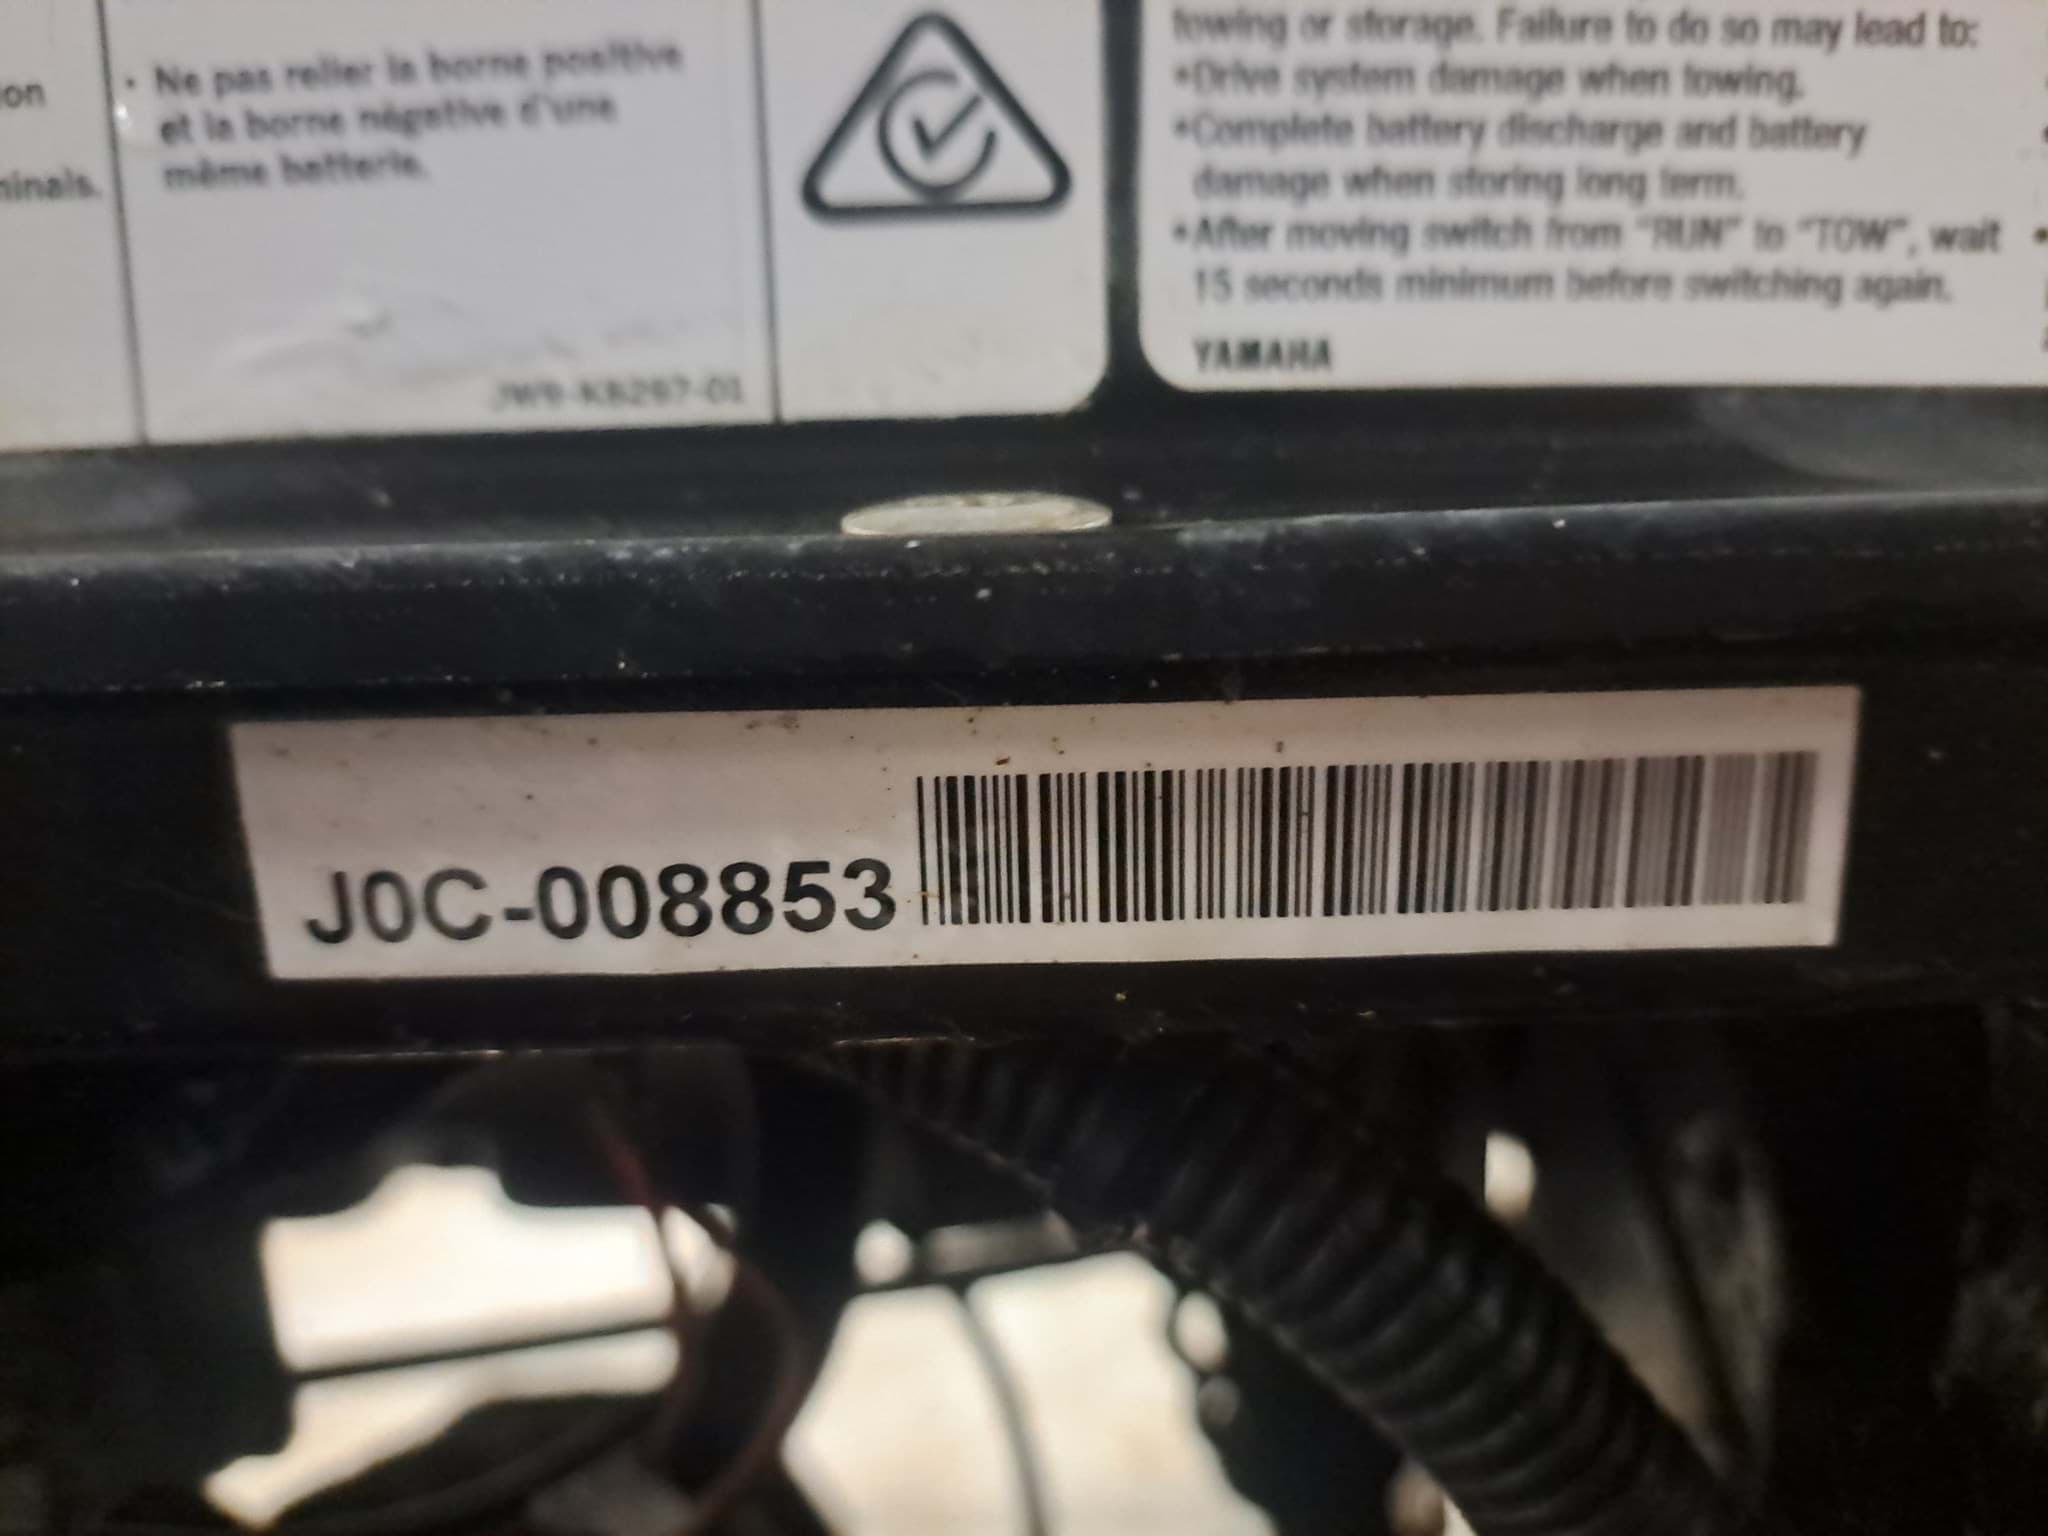 ion
minals.
· Ne pas relier la borne positive
et la borne négative d'une
même batterie.
JW9-K8297-01
towing or storage. Failure to do so may lead to:
•Drive system damage when towing.
•Complete battery discharge and battery
damage when storing long term.
•After moving switch from "RUN" to "TOW", wait
15 seconds minimum before switching again.
YAMAHA
J0C-008853